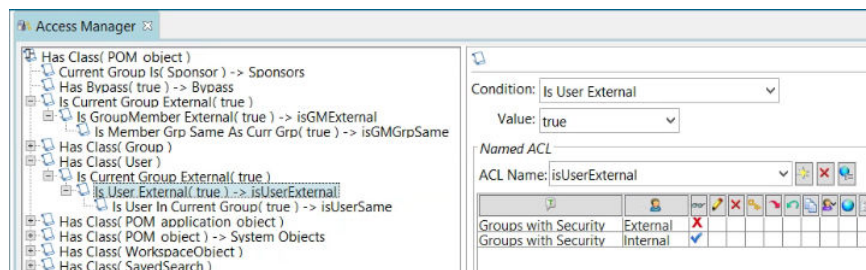 Access Manager
Has Class( POM object )
Current Group Is( Sponsor ) -> Sponsors
Has Bypass( true ) -> Bypass
Is Current Group External( true )
Is GroupMember External( true ) -> isGMExternal
Is Member Grp Same As Curr Grp( true ) -> isGMGrpSame
Has Class( Group )
Has Class( User )
Is Current Group External( true )
Is User External( true ) -> isUserExternal
Is User In Current Group( true ) -> isUserSame
Has Class( POM application object )
Has Class( POM object ) -> System Objects
Has Class( WorkspaceObject )
Has Class( SavedSearch )
Condition: Is User External
Value: true
Named ACL
ACL Name: isUserExternal
Groups with Security External
Groups with Security Internal